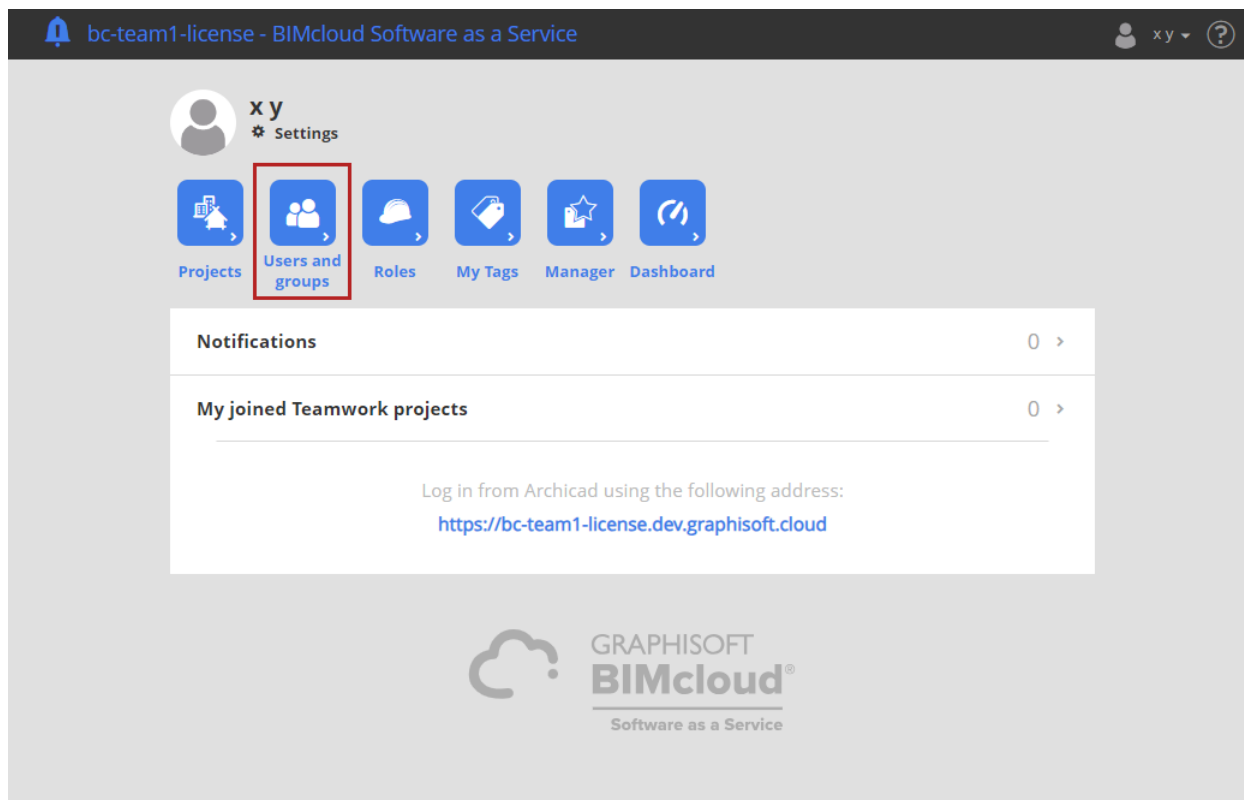 bc-team1-license - BIMcloud Software as a Service
x y
x y
Settings
Projects
Users and
groups
Roles
My Tags
Manager
Dashboard
Notifications 0
My joined Teamwork projects 0
Log in from Archicad using the following address:
https://bc-team1-license.dev.graphisoft.cloud
GRAPHISOFT
BIMcloud®
Software as a Service